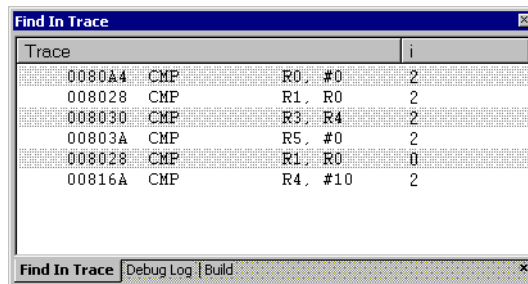 Find In Trace
Trace i
0080A4 CMP R0, #0 2
008028 CMP R1, R0 2
008030 CMP R3, R4 2
00803A CMP R5, #0 2
008028 CMP R1, R0 0
00816A CMP R4, #10 2
Find In Trace Debug Log Build